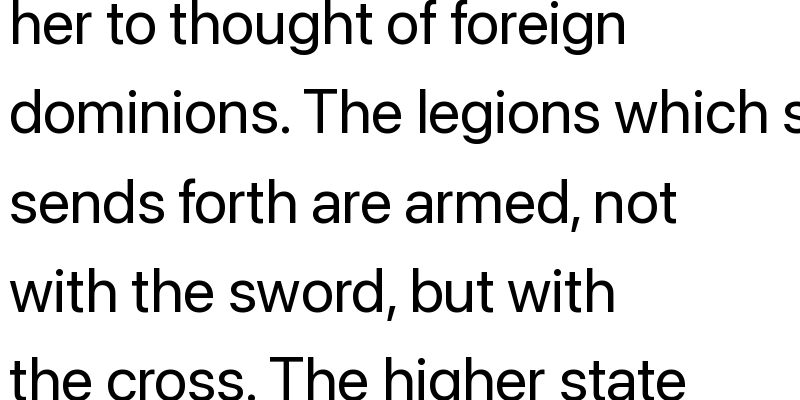 her to thought of foreign
dominions. The legions which
sends forth are armed, not
with the sword, but with
the cross. The higher state